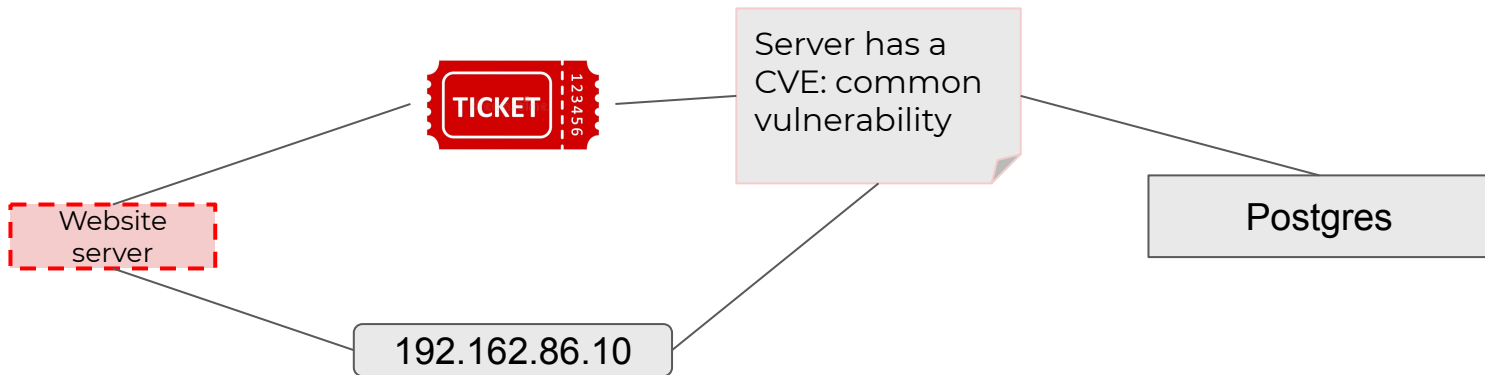 Server has a
CVE: common
vulnerability
TICKET
123456
Website
server
Postgres
192.162.86.10